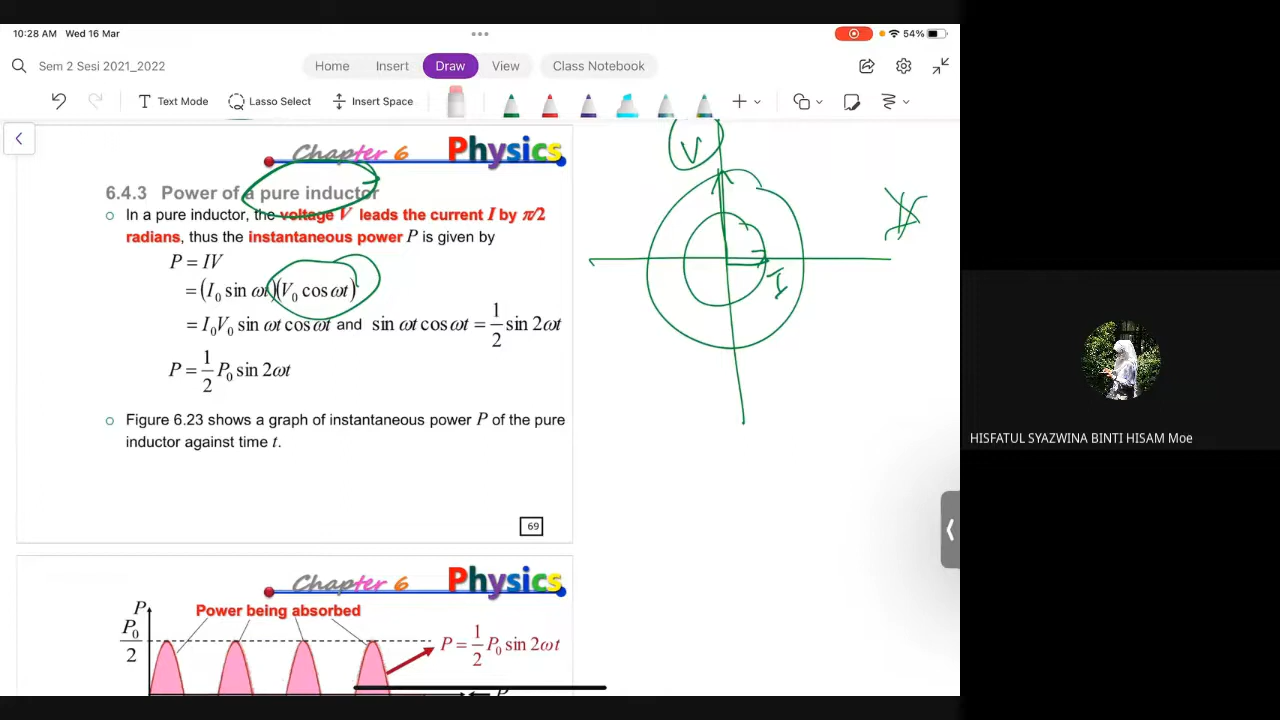 10:28 AM Wed 16 Mar
54%
Sem 2 Sesi 2021_2022
Home Insert Draw View Class Notebook
Text Mode Lasso Select Insert Space
Chapter 6 Physics
6.4.3 Power of a pure inductor
In a pure inductor, the voltage V leads the current I by π/2
radians, thus the instantaneous power P is given by
P = IV
= (I₀ sin ωt)(V₀ cos ωt)
= I₀V₀ sin ωt cos ωt and sin ωt cos ωt = 1/2 sin 2ωt
P = 1/2 P₀ sin 2ωt
Figure 6.23 shows a graph of instantaneous power P of the pure
inductor against time t.
69
V
I
Chapter 6 Physics
P
P₀/2
Power being absorbed
P = 1/2 P₀ sin 2ωt
HISFATUL SYAZWINA BINTI HISAM Moe